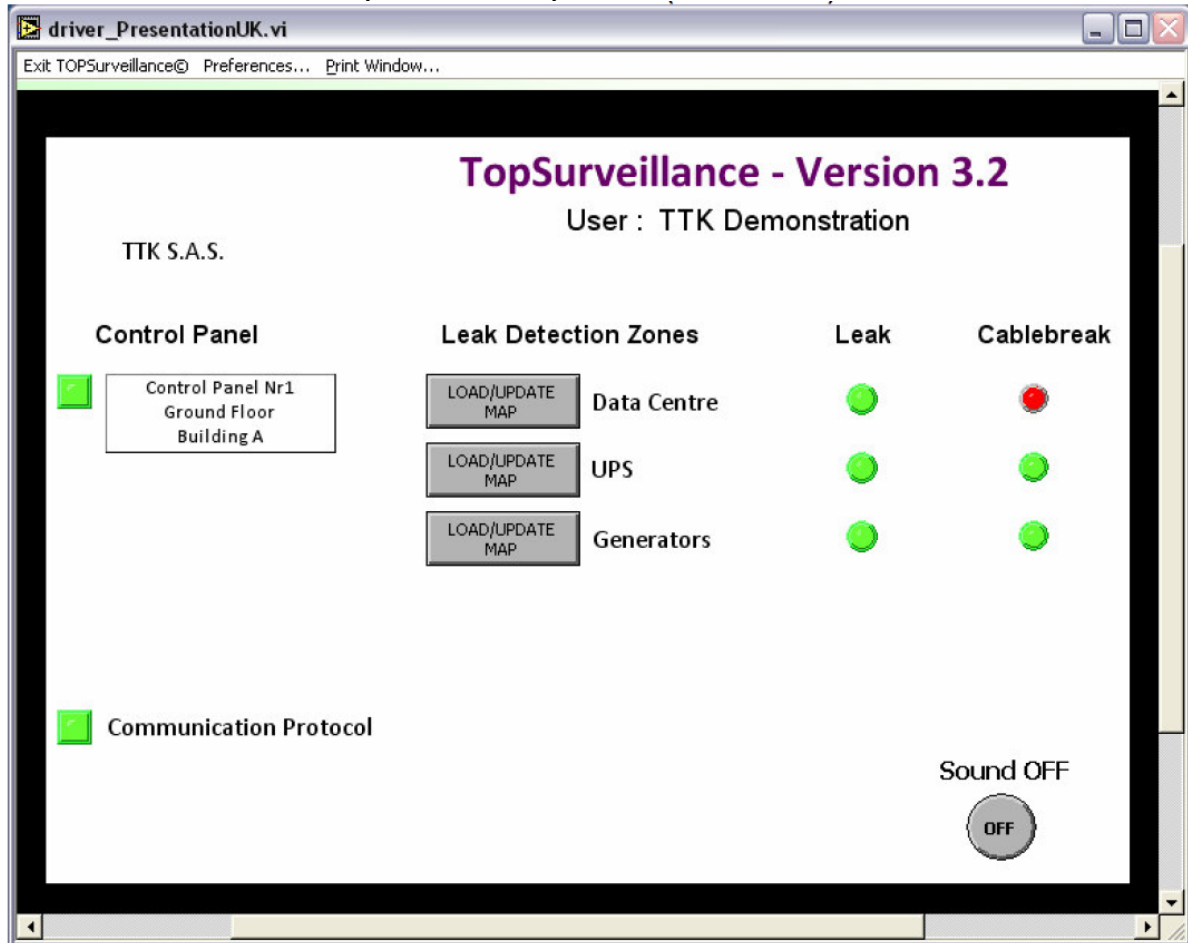 driver_PresentationUK.vi
Exit TOPSurveillance© Preferences... Print Window...
TopSurveillance - Version 3.2
User : TTK Demonstration
TTK S.A.S.
Control Panel
Leak Detection Zones
Leak
Cablebreak
Control Panel Nr1
Ground Floor
Building A
LOAD/UPDATE
MAP
Data Centre
LOAD/UPDATE
MAP
UPS
LOAD/UPDATE
MAP
Generators
Communication Protocol
Sound OFF
OFF